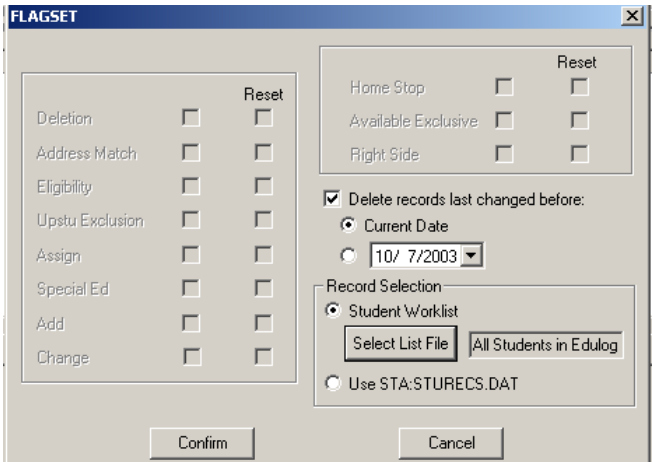 FLAGSET
Reset
Deletion
Address Match
Eligibility
Upstu Exclusion
Assign
Special Ed
Add
Change
Reset
Home Stop
Available Exclusive
Right Side
Delete records last changed before:
Current Date
10/ 7/2003
Record Selection
Student Worklist
Select List File All Students in Edulog
Use STA:STURECS.DAT
Confirm Cancel